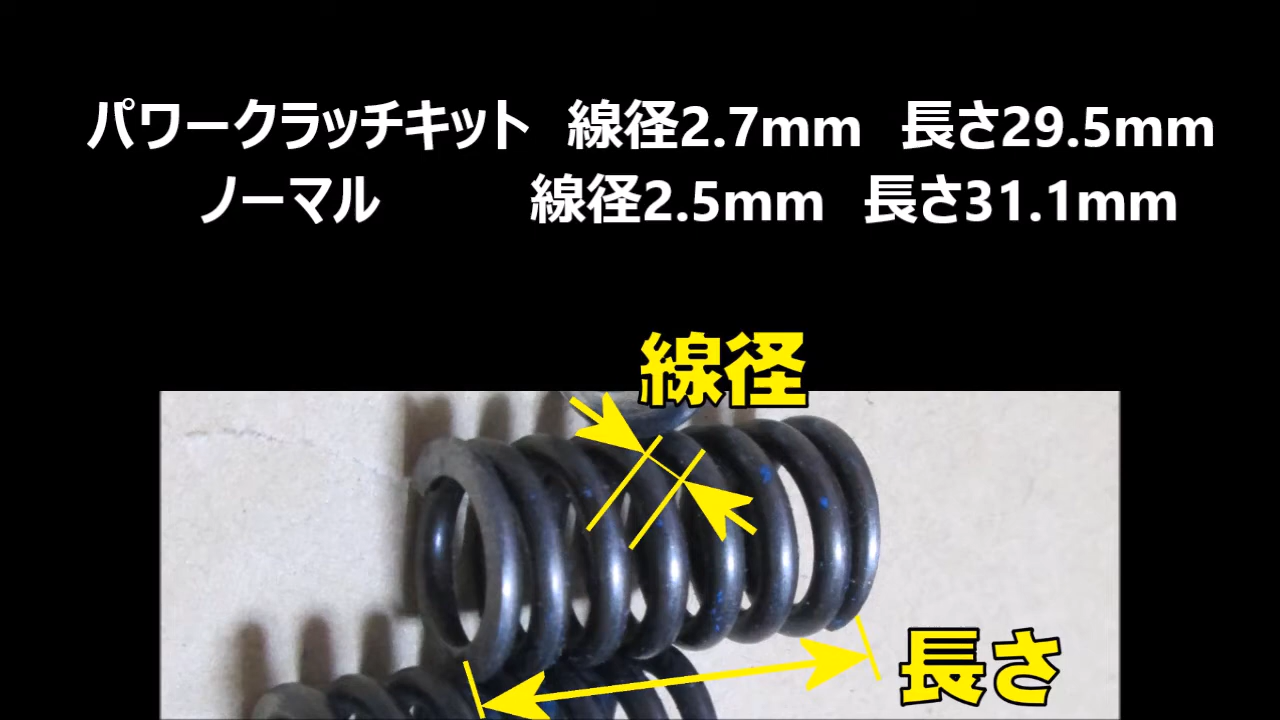 パワークラッチキット　線径2.7mm　長さ29.5mm
ノーマル　　　線径2.5mm　長さ31.1mm
線径
長さ